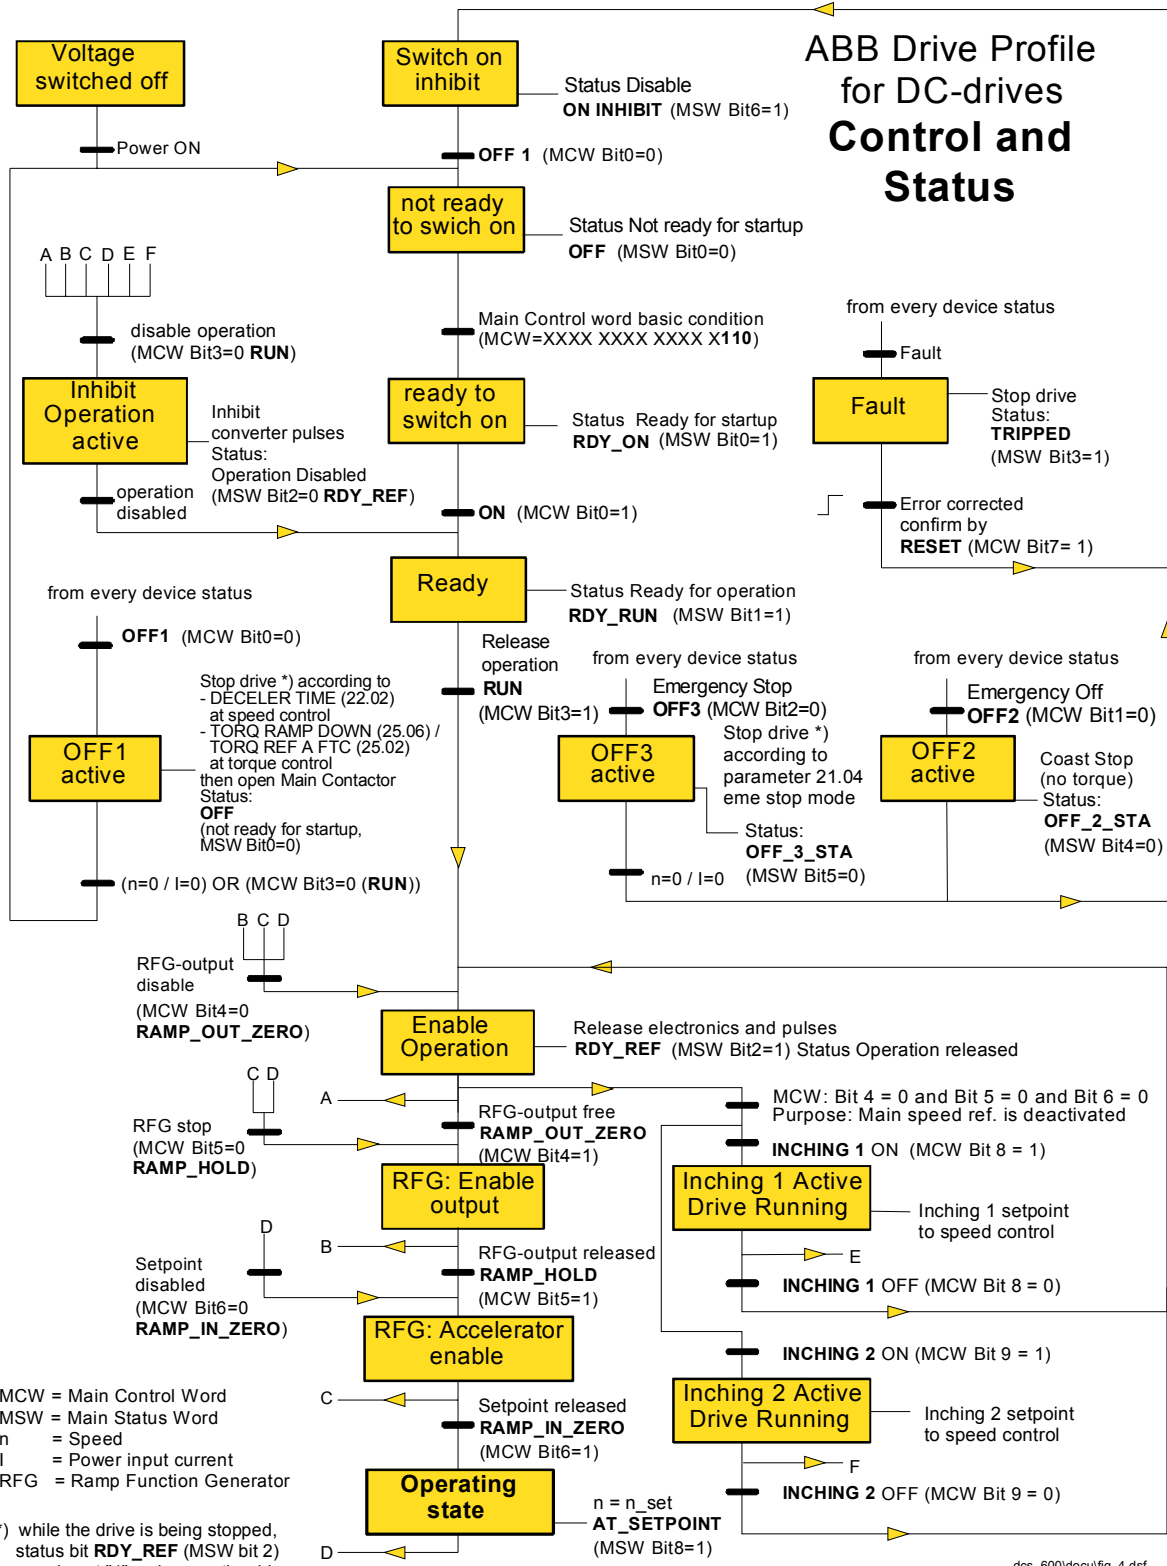 ABB Drive Profile
for DC-drives
Control and
Status
Voltage
switched off
Power ON
Switch on
inhibit
Status Disable
ON INHIBIT (MSW Bit6=1)
OFF 1 (MCW Bit0=0)
not ready
to swich on
Status Not ready for startup
OFF (MSW Bit0=0)
A B C D E F
disable operation
(MCW Bit3=0 RUN)
Main Control word basic condition
(MCW=XXXX XXXX XXXX X110)
from every device status
Fault
Inhibit
Operation
active
Inhibit
converter pulses
Status:
Operation Disabled
(MSW Bit2=0 RDY_REF)
operation
disabled
ready to
switch on
Status Ready for startup
RDY_ON (MSW Bit0=1)
ON (MCW Bit0=1)
Fault
Stop drive
Status:
TRIPPED
(MSW Bit3=1)
Error corrected
confirm by
RESET (MCW Bit7= 1)
Ready
Status Ready for operation
RDY_RUN (MSW Bit1=1)
Release
operation
RUN
(MCW Bit3=1)
from every device status
OFF1 (MCW Bit0=0)
OFF1
active
Stop drive *) according to
- DECELER TIME (22.02)
at speed control
- TORQ RAMP DOWN (25.06) /
TORQ REF A FTC (25.02)
at torque control
then open Main Contactor
Status:
OFF
(not ready for startup,
MSW Bit0=0)
(n=0 / I=0) OR (MCW Bit3=0 (RUN))
from every device status
Emergency Stop
OFF3 (MCW Bit2=0)
OFF3
active
Stop drive *)
according to
parameter 21.04
eme stop mode
Status:
OFF_3_STA
(MSW Bit5=0)
n=0 / I=0
from every device status
Emergency Off
OFF2 (MCW Bit1=0)
OFF2
active
Coast Stop
(no torque)
Status:
OFF_2_STA
(MSW Bit4=0)
B C D
RFG-output
disable
(MCW Bit4=0
RAMP_OUT_ZERO)
Enable
Operation
Release electronics and pulses
RDY_REF (MSW Bit2=1) Status Operation released
A
C D
RFG stop
(MCW Bit5=0
RAMP_HOLD)
RFG-output free
RAMP_OUT_ZERO
(MCW Bit4=1)
MCW: Bit 4 = 0 and Bit 5 = 0 and Bit 6 = 0
Purpose: Main speed ref. is deactivated
INCHING 1 ON (MCW Bit 8 = 1)
RFG: Enable
output
Inching 1 Active
Drive Running
Inching 1 setpoint
to speed control
E
INCHING 1 OFF (MCW Bit 8 = 0)
B
D
Setpoint
disabled
(MCW Bit6=0
RAMP_IN_ZERO)
RFG-output released
RAMP_HOLD
(MCW Bit5=1)
RFG: Accelerator
enable
INCHING 2 ON (MCW Bit 9 = 1)
Inching 2 Active
Drive Running
Inching 2 setpoint
to speed control
F
INCHING 2 OFF (MCW Bit 9 = 0)
C
Setpoint released
RAMP_IN_ZERO
(MCW Bit6=1)
Operating
state
n = n_set
AT_SETPOINT
(MSW Bit8=1)
D
MCW = Main Control Word
MSW = Main Status Word
n = Speed
I = Power input current
RFG = Ramp Function Generator
*) while the drive is being stopped,
status bit RDY_REF (MSW bit 2)